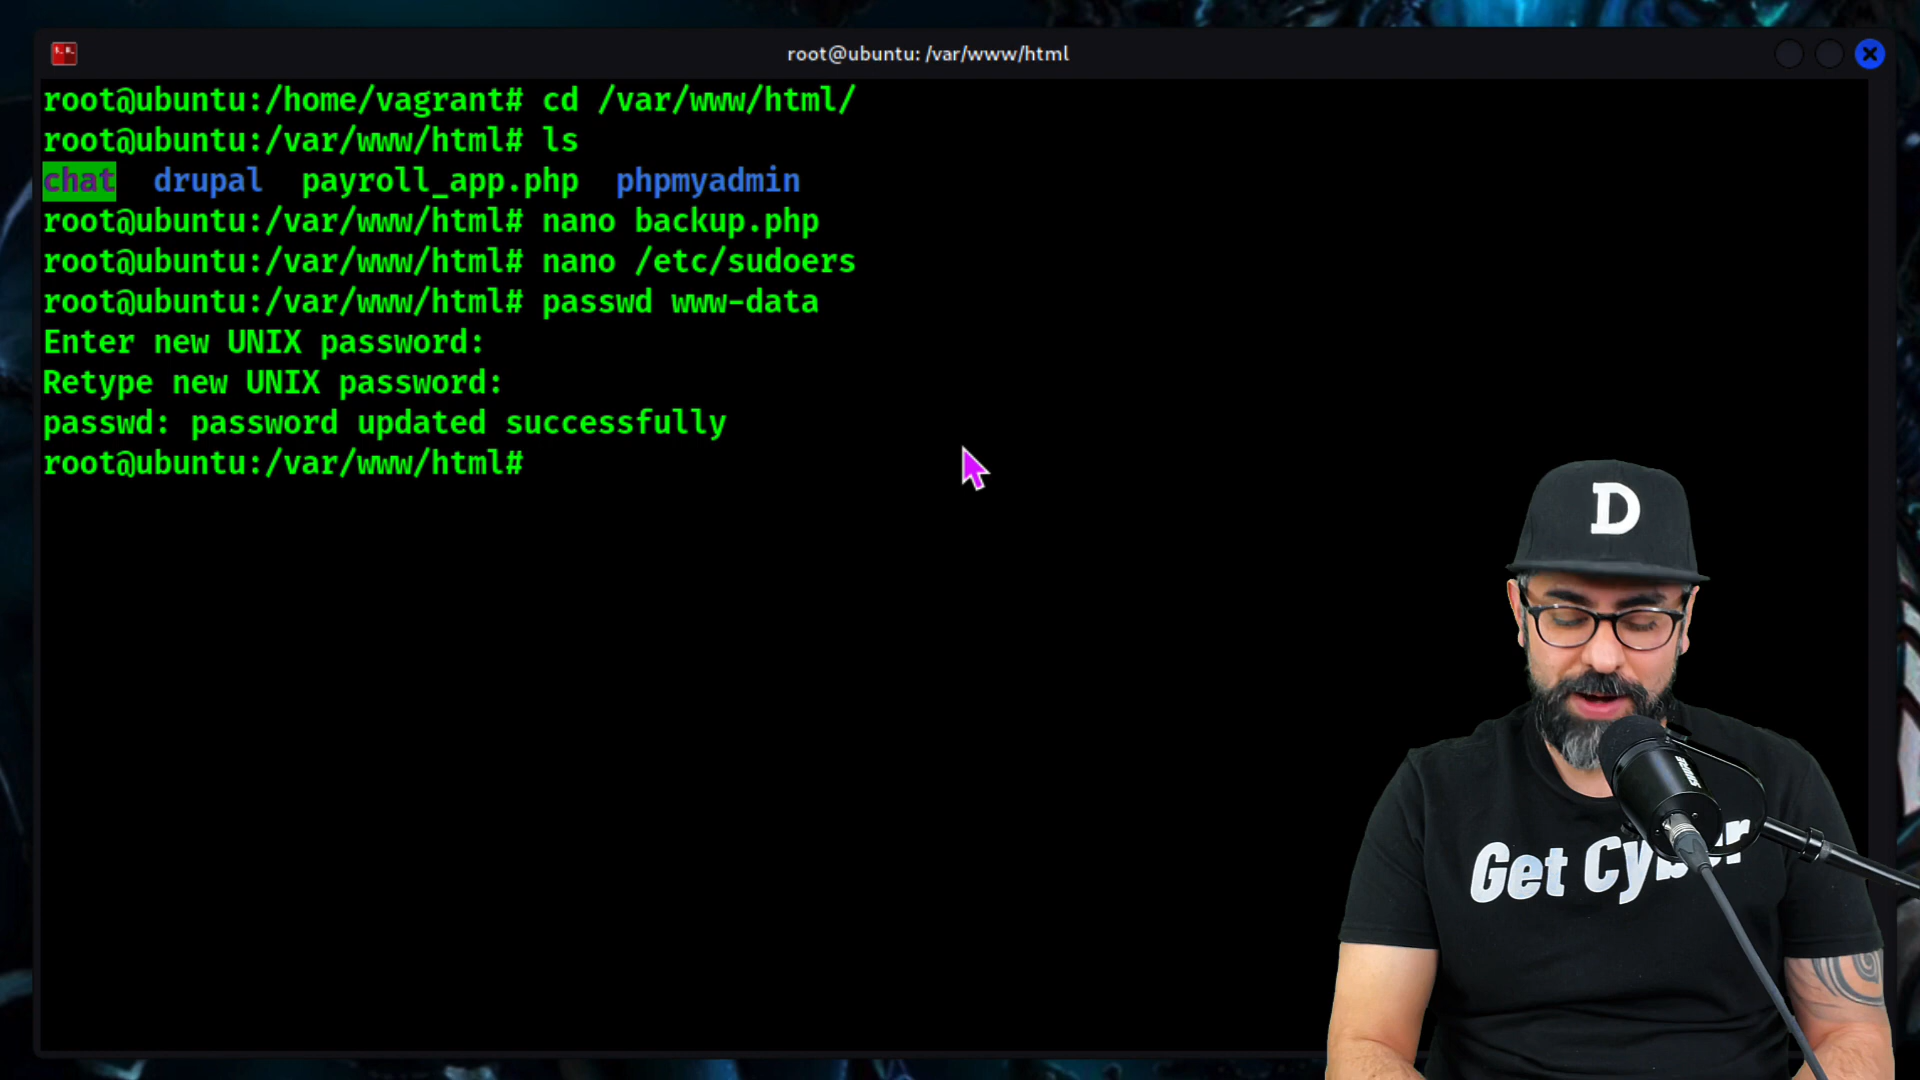 root@ubuntu: /var/www/html
root@ubuntu:/home/vagrant# cd /var/www/html/
root@ubuntu:/var/www/html# ls
chat drupal payroll_app.php phpmyadmin
root@ubuntu:/var/www/html# nano backup.php
root@ubuntu:/var/www/html# nano /etc/sudoers
root@ubuntu:/var/www/html# passwd www-data
Enter new UNIX password:
Retype new UNIX password:
passwd: password updated successfully
root@ubuntu:/var/www/html#
D
SHURE
Get Cyber